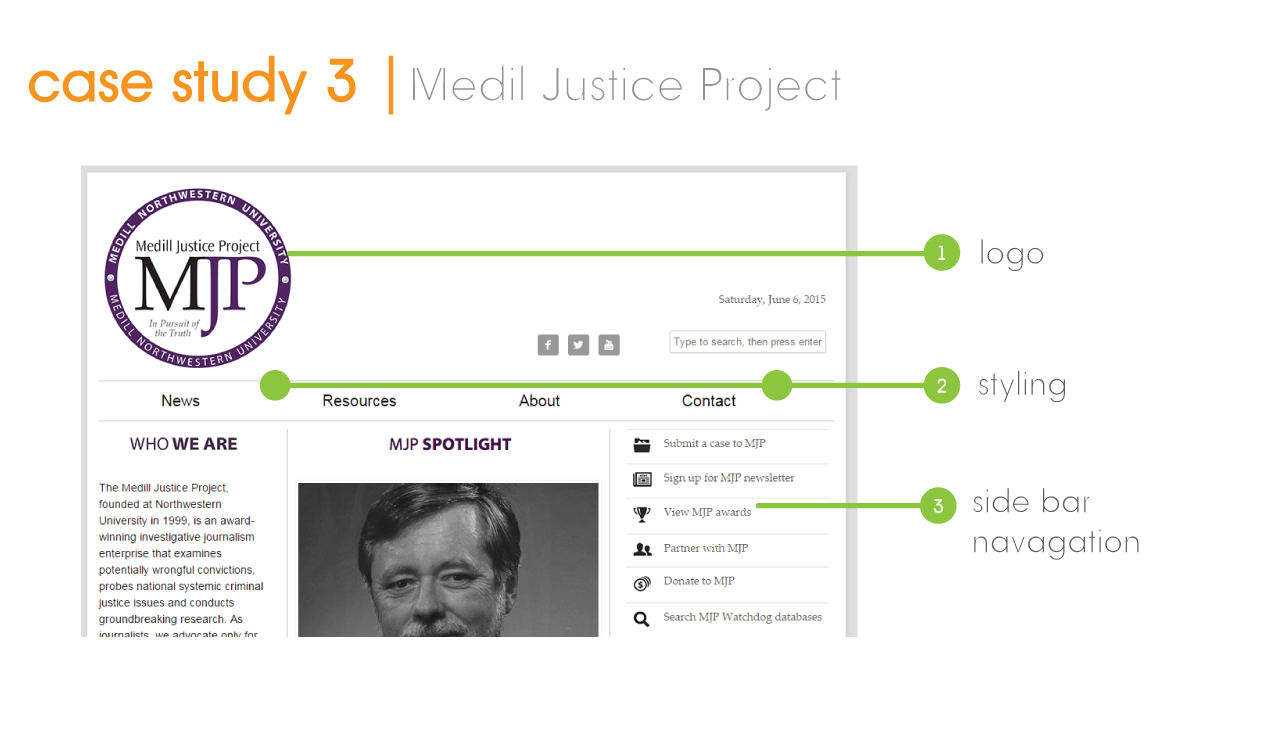 case study 3 | Medil Justice Project
MEDILL NORTHWESTERN UNIVERSITY
Medill Justice Project
MJP
In Pursuit of
the Truth
MEDILL NORTHWESTERN UNIVERSITY
1 logo
Saturday, June 6, 2015
Type to search, then press enter
2 styling
News Resources About Contact
WHO WE ARE
The Medill Justice Project,
founded at Northwestern
University in 1999, is an award-
winning investigative journalism
enterprise that examines
potentially wrongful convictions,
probes national systemic criminal
justice issues and conducts
groundbreaking research. As
journalists, we advocate only for
MJP SPOTLIGHT
Submit a case to MJP
Sign up for MJP newsletter
View MJP awards
Partner with MJP
Donate to MJP
Search MJP Watchdog databases
3 side bar
navagation